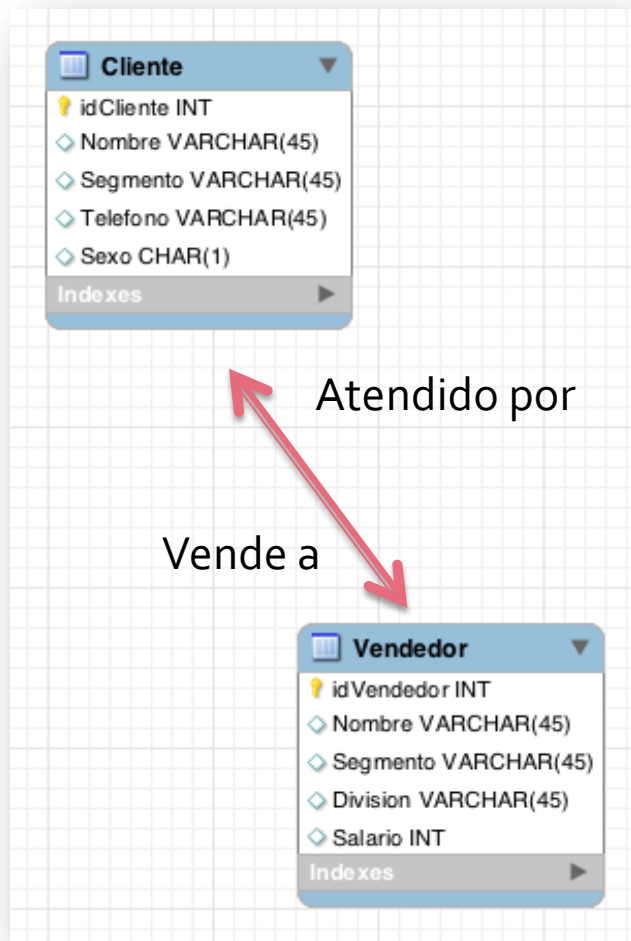 Cliente
idCliente INT
Nombre VARCHAR(45)
Segmento VARCHAR(45)
Telefono VARCHAR(45)
Sexo CHAR(1)
Indexes
Atendido por
Vende a
Vendedor
idVendedor INT
Nombre VARCHAR(45)
Segmento VARCHAR(45)
Division VARCHAR(45)
Salario INT
Indexes